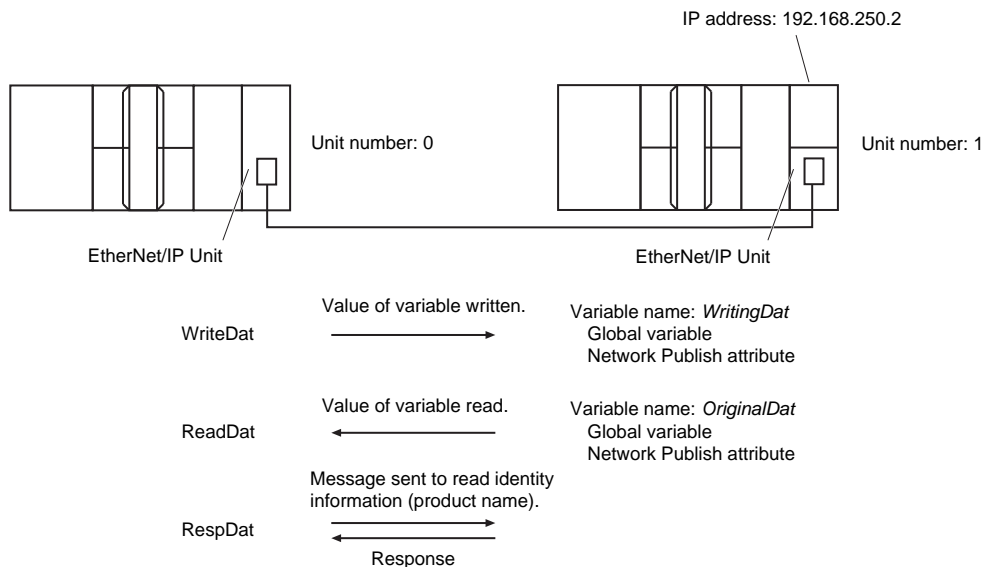 IP address: 192.168.250.2
Unit number: 0
Unit number: 1
EtherNet/IP Unit
EtherNet/IP Unit
Value of variable written.
WriteDat
Variable name: WritingDat
Global variable
Network Publish attribute
Value of variable read.
ReadDat
Variable name: OriginalDat
Global variable
Network Publish attribute
Message sent to read identity
information (product name).
RespDat
Response